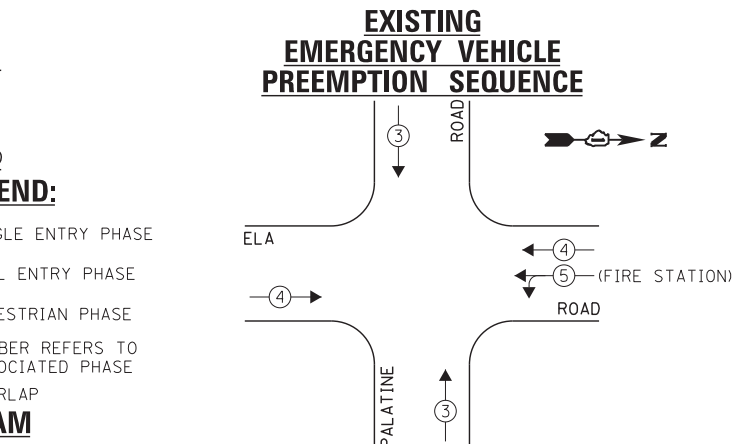 EXISTING
EMERGENCY VEHICLE
PREEMPTION SEQUENCE
END:
GLE ENTRY PHASE
L ENTRY PHASE
ESTRIAN PHASE
BER REFERS TO
OCIATED PHASE
RLAP
AM
3
ROAD
N
ELA
4
5 (FIRE STATION)
4
ROAD
PALATINE
3